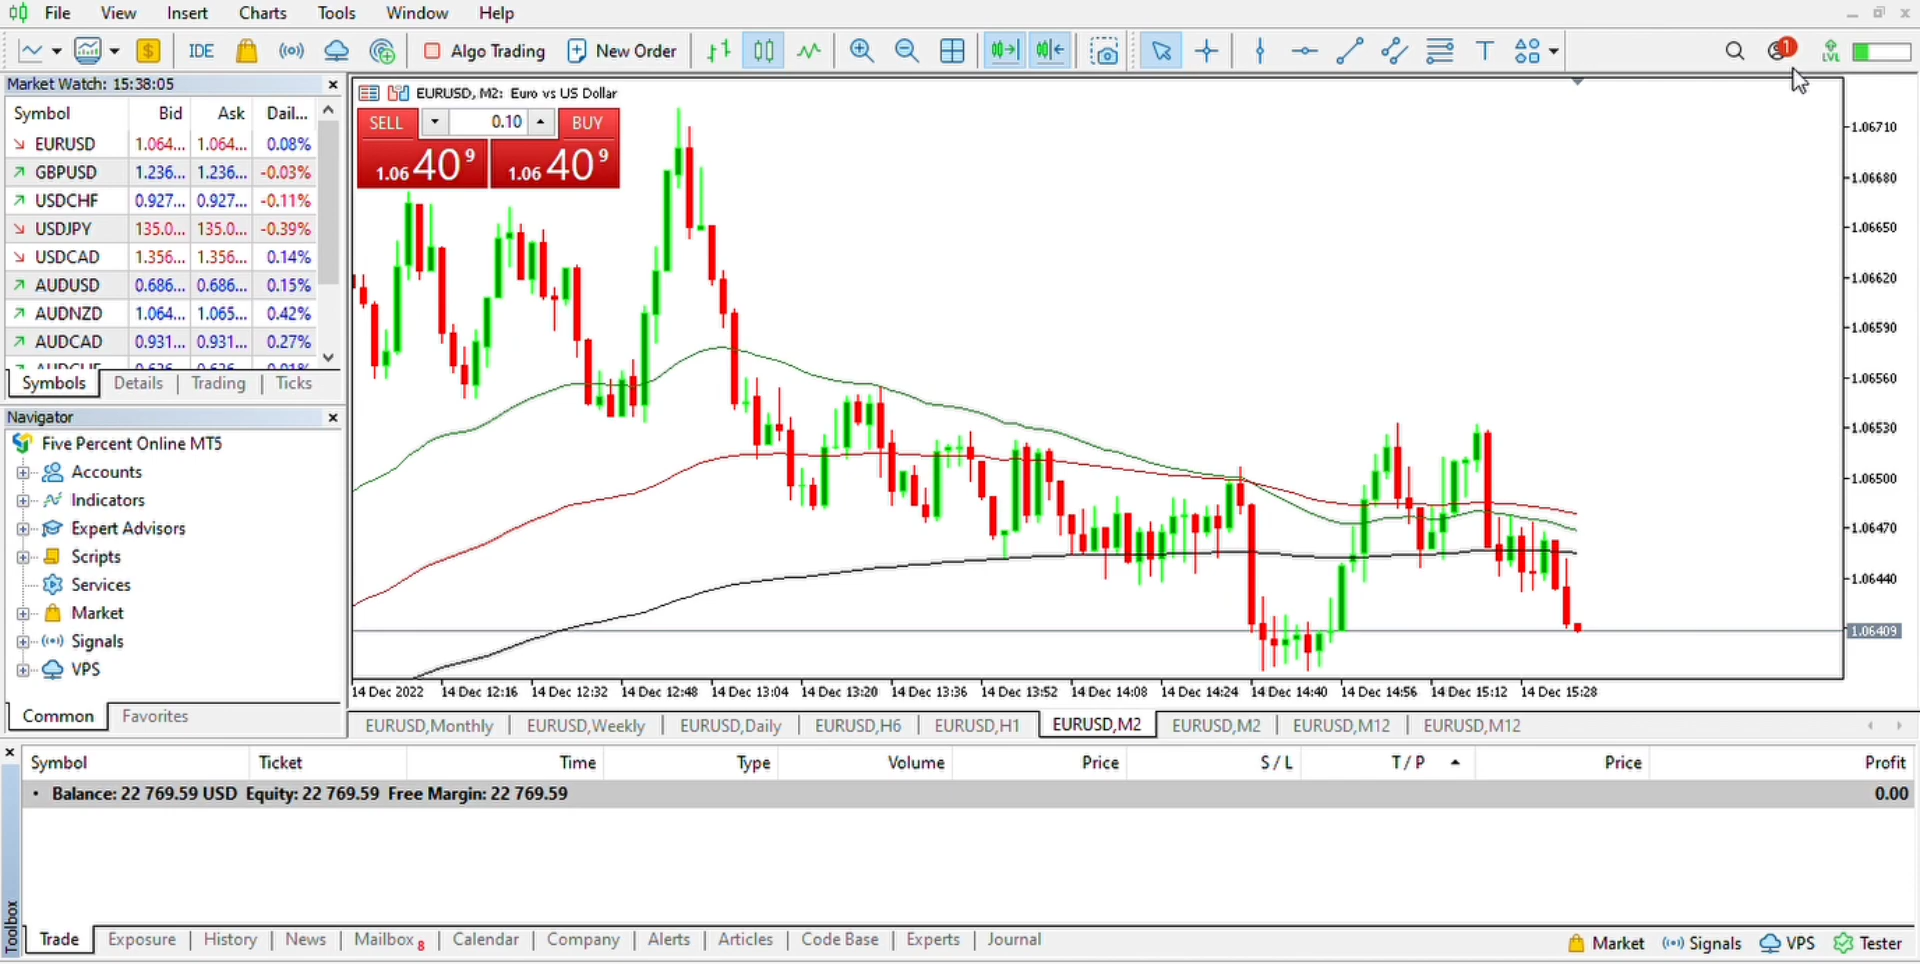 File View Insert Charts Tools Window Help
$ IDE Algo Trading New Order T 1 LVL
Market Watch: 15:38:05
Symbol Bid Ask Dail...
EURUSD 1.064... 1.064... 0.08%
GBPUSD 1.236... 1.236... -0.03%
USDCHF 0.927... 0.927... -0.11%
USDJPY 135.0... 135.0... -0.39%
USDCAD 1.356... 1.356... 0.14%
AUDUSD 0.686... 0.686... 0.15%
AUDNZD 1.064... 1.065... 0.42%
AUDCAD 0.931... 0.931... 0.27%
Symbols Details Trading Ticks
Navigator
Five Percent Online MT5
Accounts
Indicators
Expert Advisors
Scripts
Services
Market
Signals
VPS
Common Favorites
EURUSD, M2: Euro vs US Dollar
SELL 0.10 BUY
1.06 40 9 1.06 40 9
1.06710
1.06680
1.06650
1.06620
1.06590
1.06560
1.06530
1.06500
1.06470
1.06440
1.06409
14 Dec 2022 14 Dec 12:16 14 Dec 12:32 14 Dec 12:48 14 Dec 13:04 14 Dec 13:20 14 Dec 13:36 14 Dec 13:52 14 Dec 14:08 14 Dec 14:24 14 Dec 14:40 14 Dec 14:56 14 Dec 15:12 14 Dec 15:28
EURUSD,Monthly EURUSD,Weekly EURUSD,Daily EURUSD,H6 EURUSD,H1 EURUSD,M2 EURUSD,M2 EURUSD,M12 EURUSD,M12
Symbol Ticket Time Type Volume Price S / L T / P Price Profit
• Balance: 22 769.59 USD Equity: 22 769.59 Free Margin: 22 769.59 0.00
Toolbox
Trade Exposure History News Mailbox 8 Calendar Company Alerts Articles Code Base Experts Journal
Market Signals VPS Tester